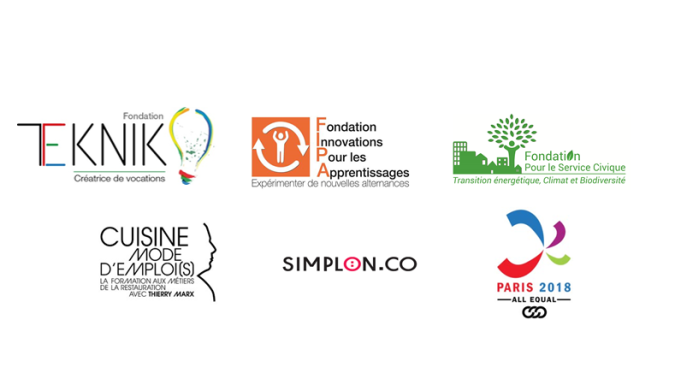 Fondation
TEKNIK
Créatrice de vocations
Fondation
Innovations
Pour les
Apprentissages
Expérimenter de nouvelles alternances
Fondation
Pour le Service Civique
Transition énergétique, Climat et Biodiversité
CUISINE
MODE
D'EMPLOI(S)
LA FORMATION AUX MÉTIERS
DE LA RESTAURATION
AVEC THIERRY MARX
SIMPLON.CO
PARIS 2018
ALL EQUAL